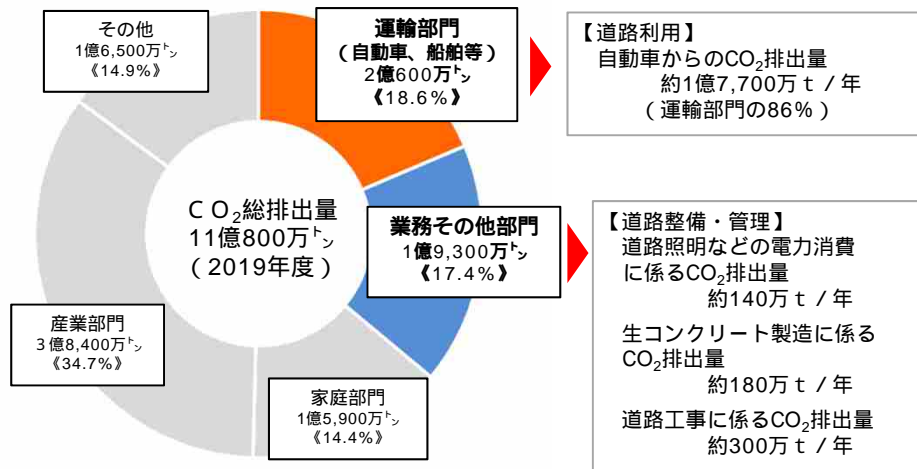 その他
1億6,500万㌧
《14.9%》
運輸部門
（自動車、船舶等）
2億600万㌧
《18.6%》
【道路利用】
自動車からのCO₂排出量
約1億7,700万ｔ／年
（運輸部門の86%）
ＣＯ₂総排出量
11億800万㌧
（2019年度）
業務その他部門
1億9,300万㌧
《17.4%》
【道路整備・管理】
道路照明などの電力消費
に係るCO₂排出量
約140万ｔ／年
生コンクリート製造に係る
CO₂排出量
約180万ｔ／年
道路工事に係るCO₂排出量
約300万ｔ／年
産業部門
３億8,400万㌧
《34.7%》
家庭部門
1億5,900万㌧
《14.4%》